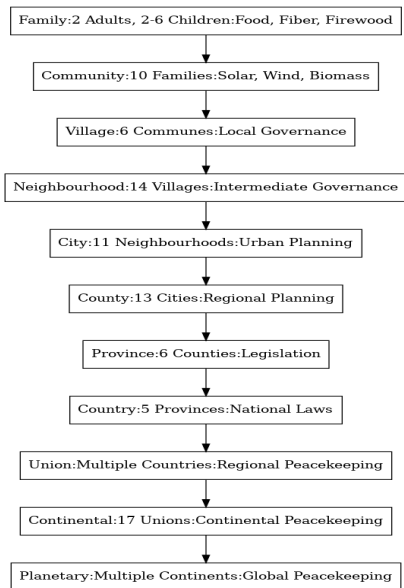 Family:2 Adults, 2-6 Children:Food, Fiber, Firewood
Community:10 Families:Solar, Wind, Biomass
Village:6 Communes:Local Governance
Neighbourhood:14 Villages:Intermediate Governance
City:11 Neighbourhoods:Urban Planning
County:13 Cities:Regional Planning
Province:6 Counties:Legislation
Country:5 Provinces:National Laws
Union:Multiple Countries:Regional Peacekeeping
Continental:17 Unions:Continental Peacekeeping
Planetary:Multiple Continents:Global Peacekeeping